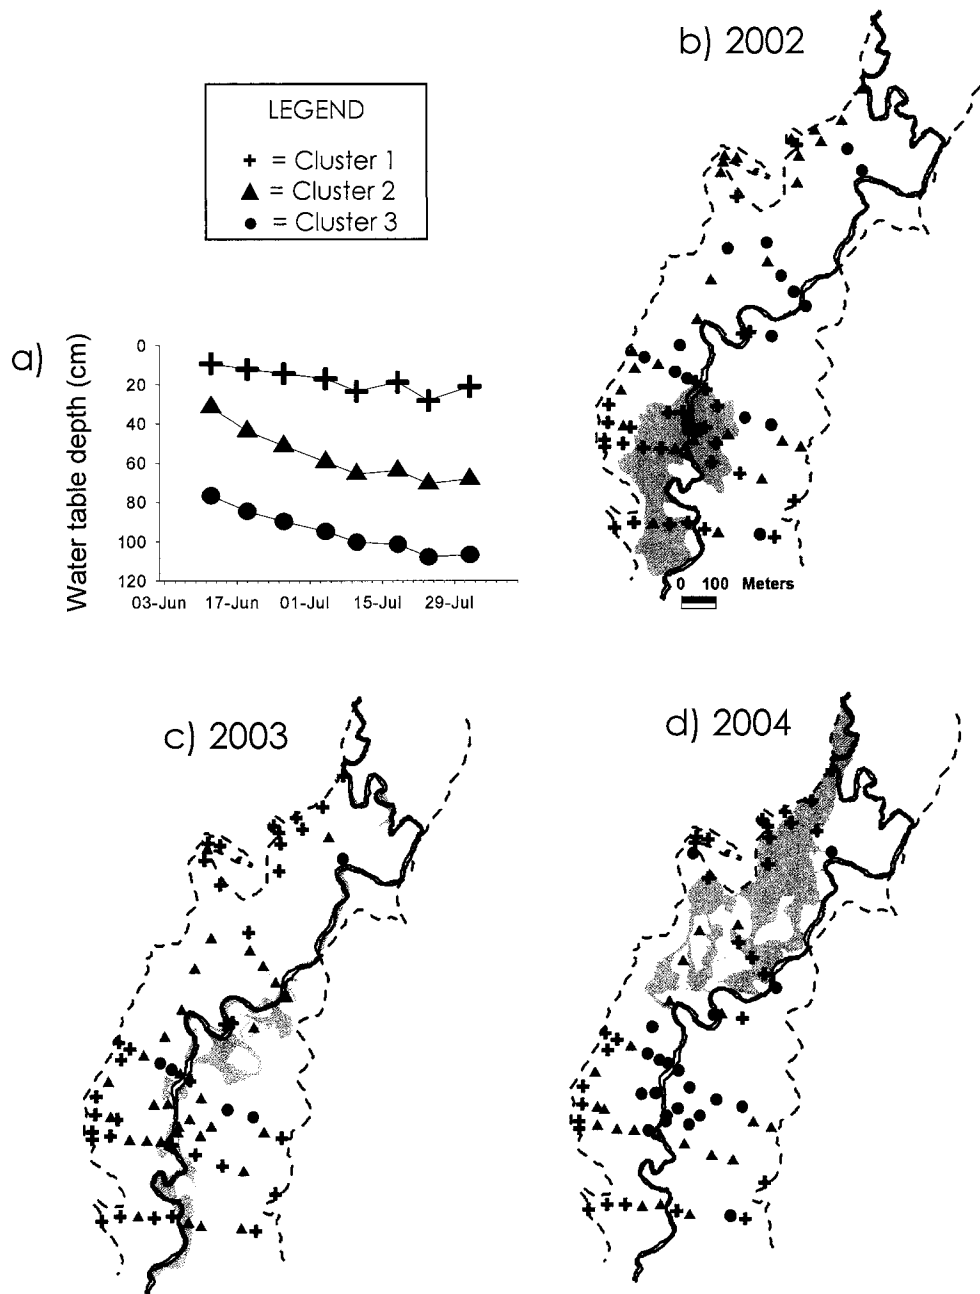 b) 2002
LEGEND
+ = Cluster 1
▲ = Cluster 2
● = Cluster 3
a)
Water table depth (cm)
0
20
40
60
80
100
120
03-Jun 17-Jun 01-Jul 15-Jul 29-Jul
0 100 Meters
c) 2003
d) 2004